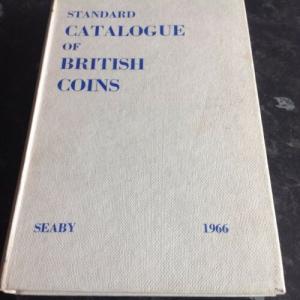 STANDARD
CATALOGUE
OF
BRITISH
COINS
SEABY 1966